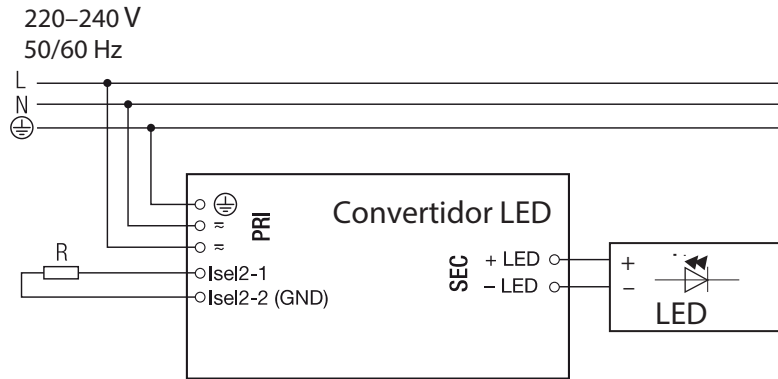 220–240 V
50/60 Hz
L
N
Convertidor LED
PRI
≂
≂
R
Isel2-1
Isel2-2 (GND)
SEC
+ LED
– LED
+
–
LED